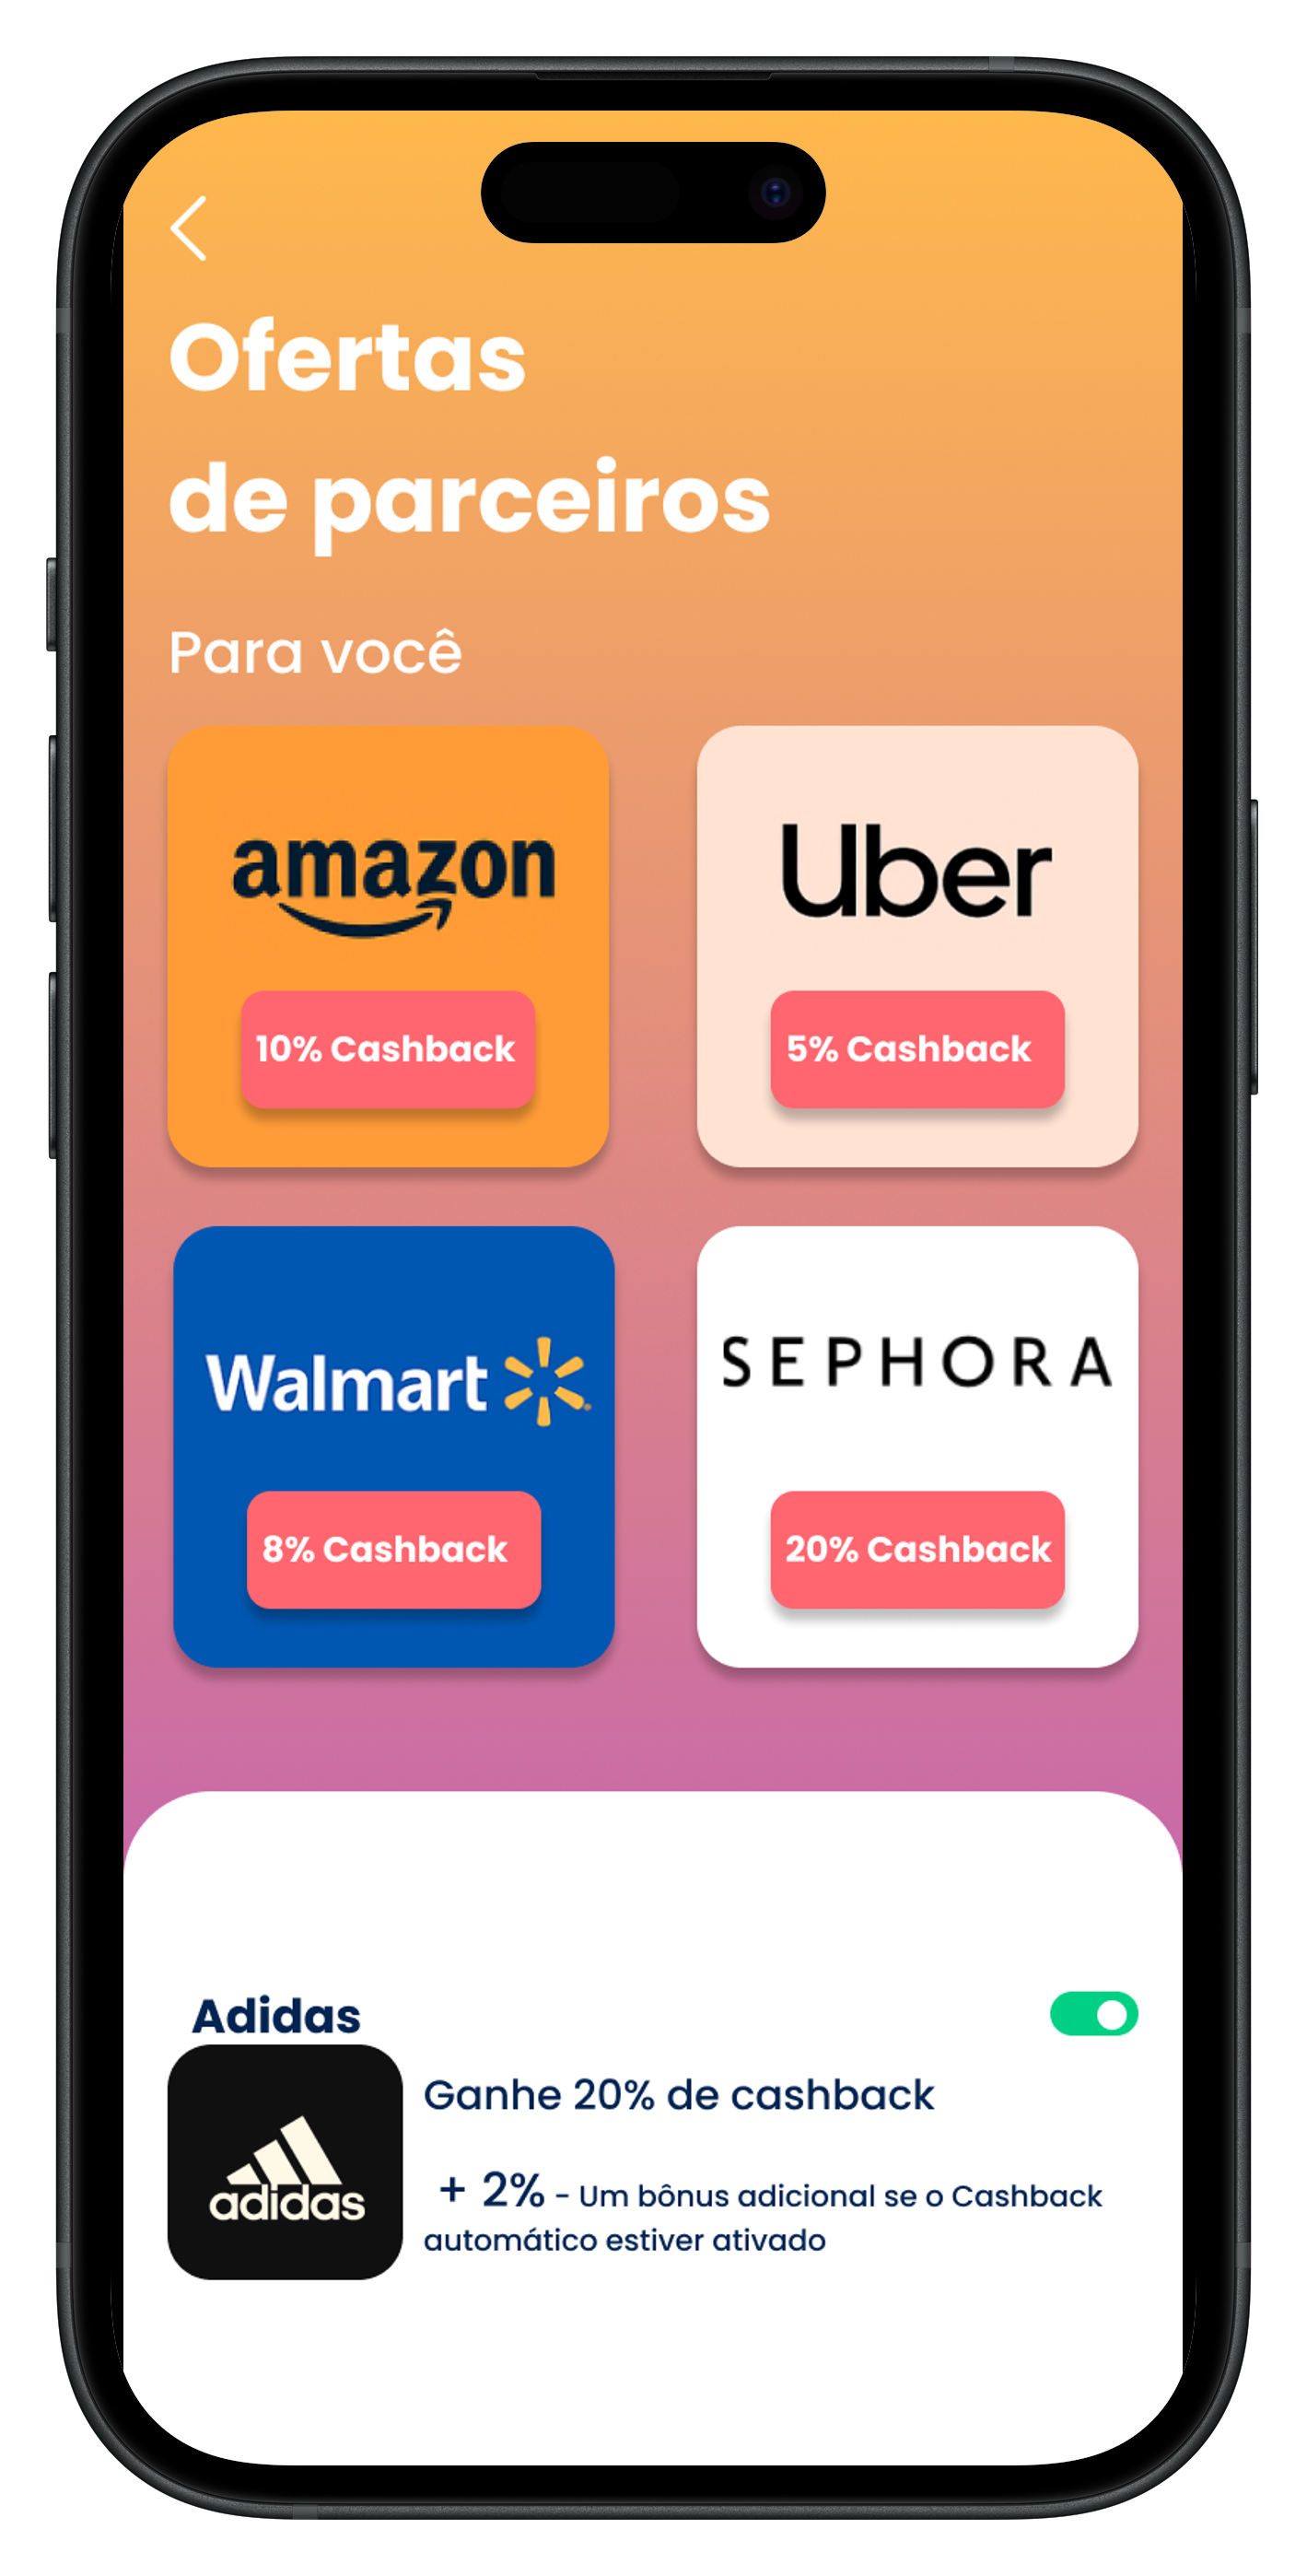 Ofertas
de parceiros
Para você
amazon
Uber
10% Cashback
5% Cashback
Walmart
SEPHORA
8% Cashback
20% Cashback
Adidas
adidas
Ganhe 20% de cashback
+ 2% - Um bônus adicional se o Cashback
automático estiver ativado